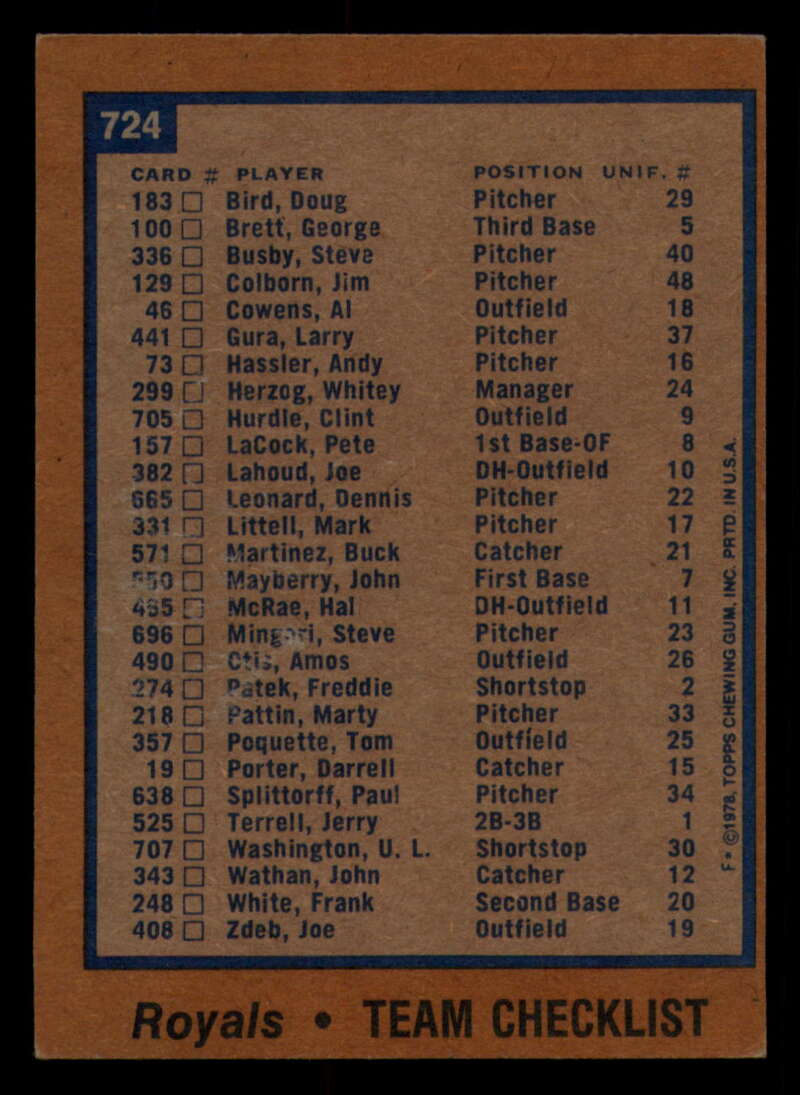 724
CARD # PLAYER POSITION UNIF. #
183 Bird, Doug Pitcher 29
100 Brett, George Third Base 5
336 Busby, Steve Pitcher 40
129 Colborn, Jim Pitcher 48
46 Cowens, Al Outfield 18
441 Gura, Larry Pitcher 37
73 Hassler, Andy Pitcher 16
299 Herzog, Whitey Manager 24
705 Hurdle, Clint Outfield 9
157 LaCock, Pete 1st Base-OF 8
382 Lahoud, Joe DH-Outfield 10
665 Leonard, Dennis Pitcher 22
331 Littell, Mark Pitcher 17
571 Martinez, Buck Catcher 21
Mayberry, John First Base 7
McRae, Hal DH-Outfield 11
696 Steve Pitcher 23
490 Otis, Amos Outfield 26
274 Patek, Freddie Shortstop 2
218 Pattin, Marty Pitcher 33
357 Poquette, Tom Outfield 25
19 Porter, Darrell Catcher 15
638 Splittorff, Paul Pitcher 34
525 Terrell, Jerry 2B-3B 1
707 Washington, U. L. Shortstop 30
343 Wathan, John Catcher 12
248 White, Frank Second Base 20
408 Zdeb, Joe Outfield 19
F* ©1978, TOPPS CHEWING GUM, INC. PRTD. IN U.S.A.
Royals • TEAM CHECKLIST